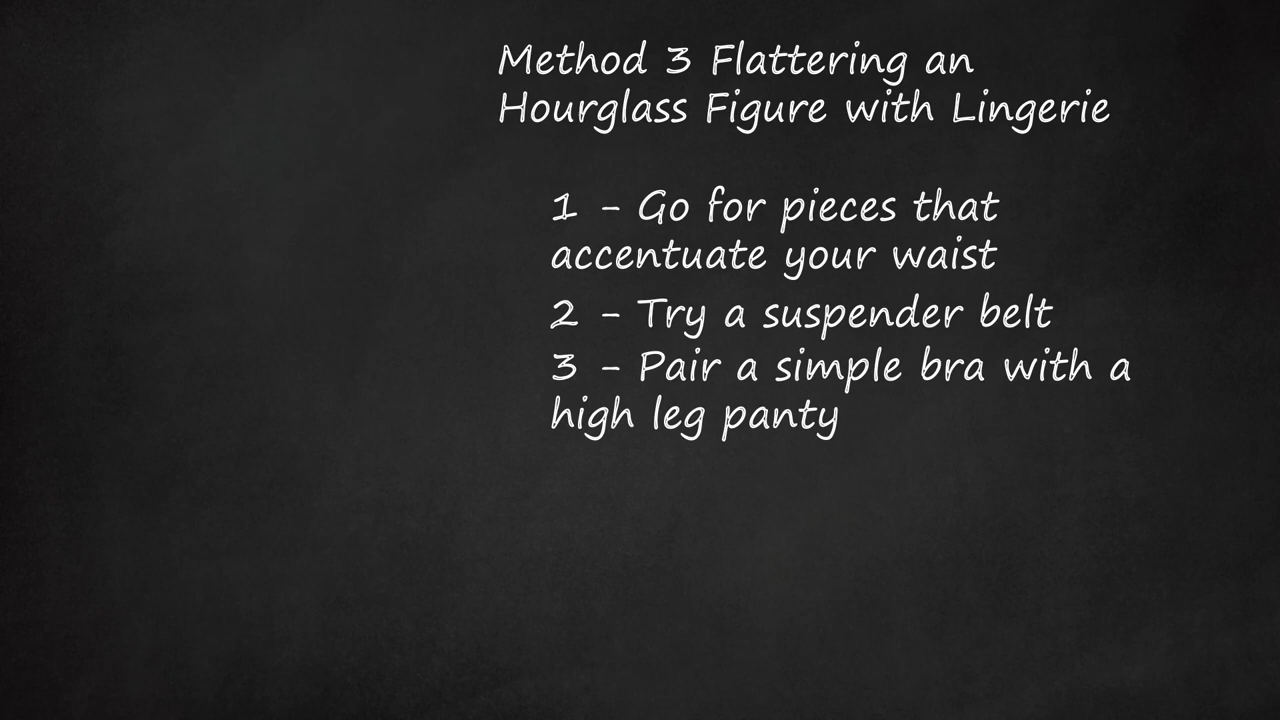 Method 3 Flattering an
Hourglass Figure with Lingerie
1 - Go for pieces that
accentuate your waist
2 - Try a suspender belt
3 - Pair a simple bra with a
high leg panty